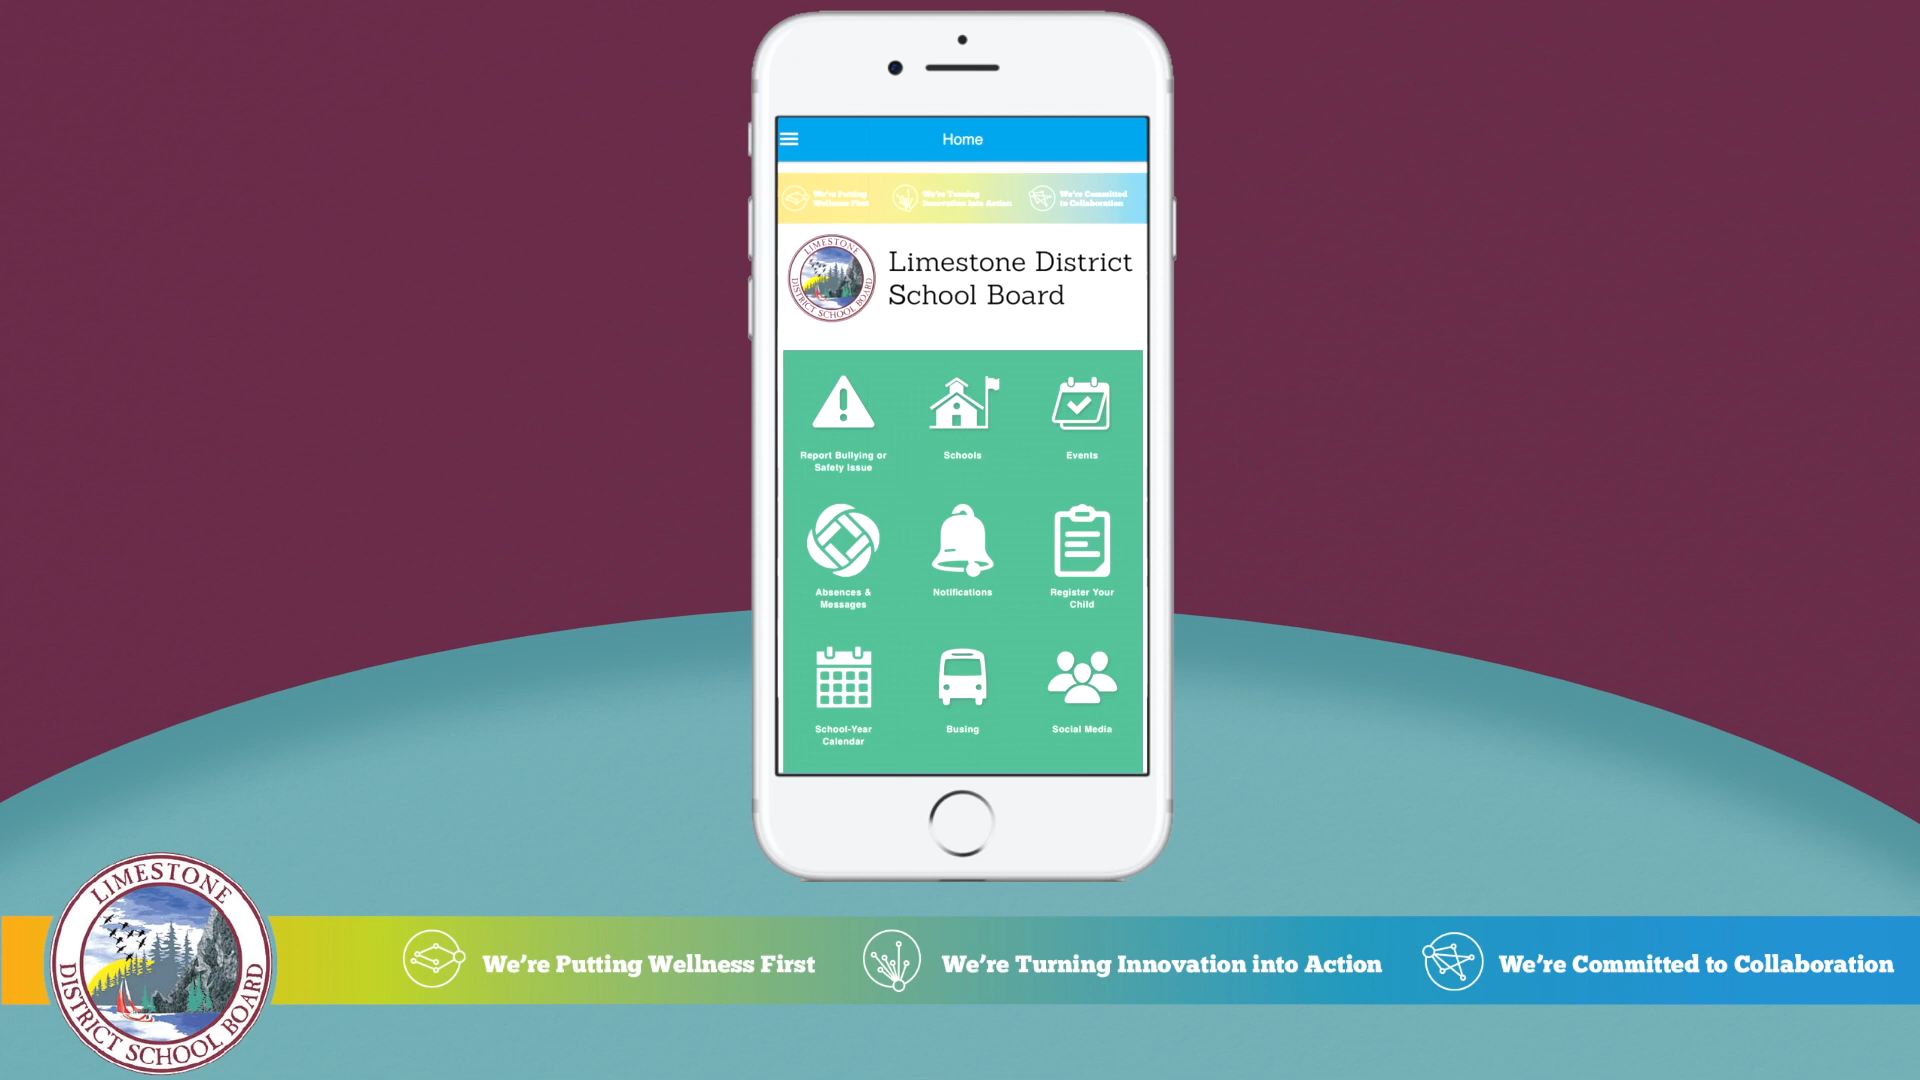 Home
We're Putting
Wellness First
We're Turning
Innovation into Action
We're Committed
to Collaboration
LIMESTONE
DISTRICT SCHOOL BOARD
Limestone District
School Board
Report Bullying or
Safety Issue
Schools
Events
Absences &
Messages
Notifications
Register Your
Child
School-Year
Calendar
Busing
Social Media
LIMESTONE
DISTRICT SCHOOL BOARD
We're Putting Wellness First
We're Turning Innovation into Action
We're Committed to Collaboration